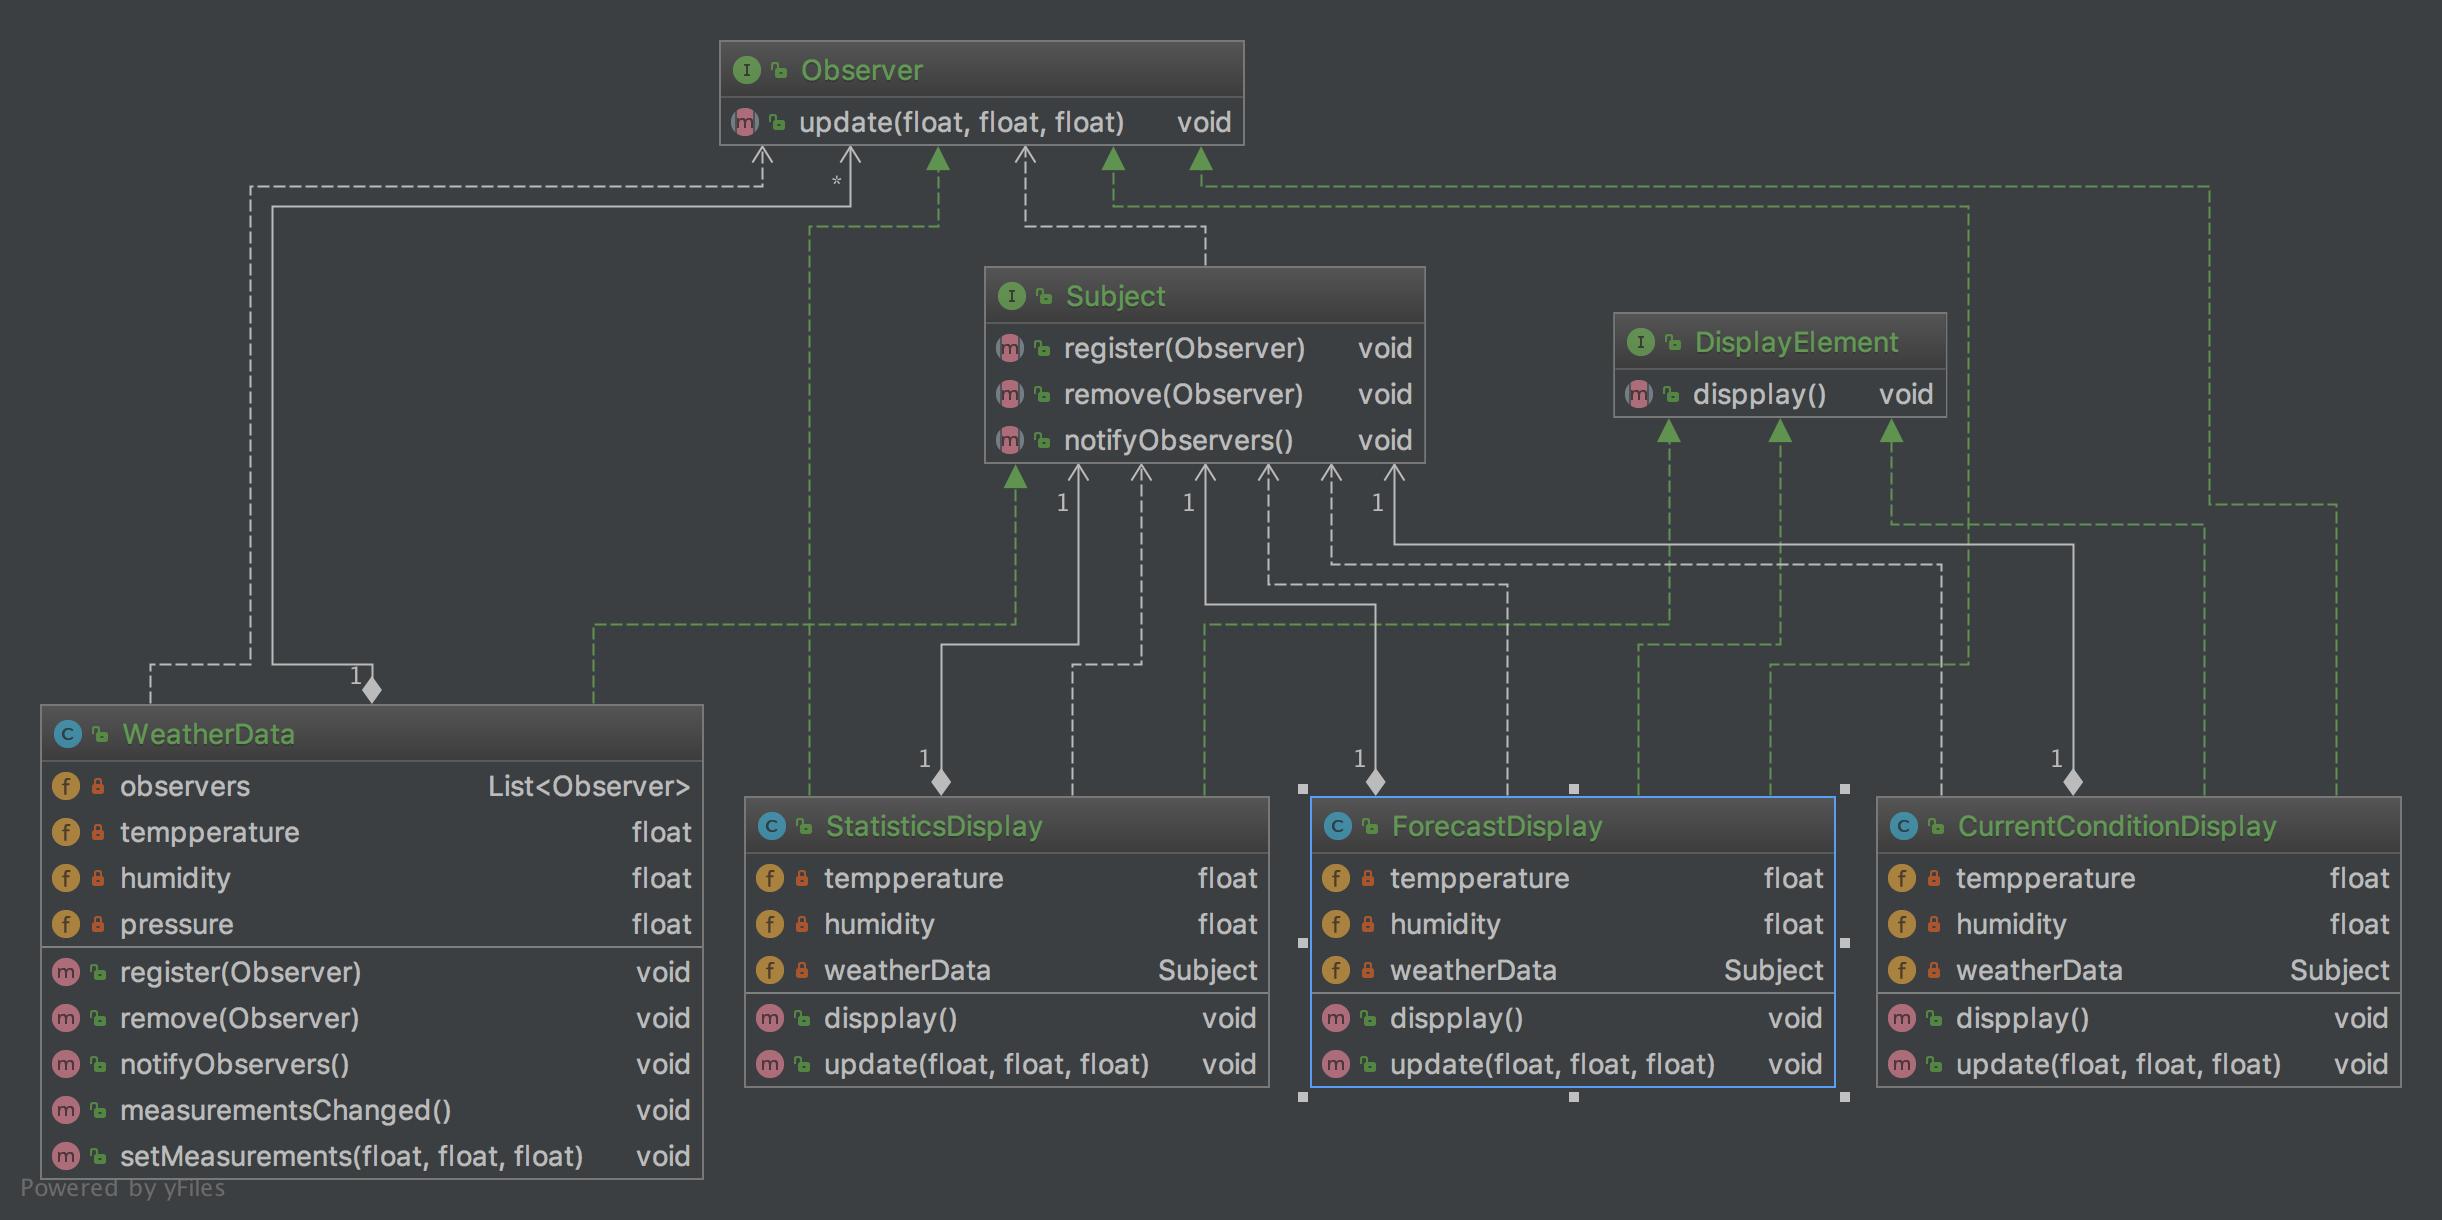 Observer
update(float, float, float) void
*
Subject
register(Observer) void
remove(Observer) void
notifyObservers() void
DisplayElement
dispplay() void
1 1 1
1
WeatherData
observers List<Observer>
tempperature float
humidity float
pressure float
register(Observer) void
remove(Observer) void
notifyObservers() void
measurementsChanged() void
setMeasurements(float, float, float) void
1
StatisticsDisplay
tempperature float
humidity float
weatherData Subject
dispplay() void
update(float, float, float) void
1
ForecastDisplay
tempperature float
humidity float
weatherData Subject
dispplay() void
update(float, float, float) void
1
CurrentConditionDisplay
tempperature float
humidity float
weatherData Subject
dispplay() void
update(float, float, float) void
Powered by yFiles